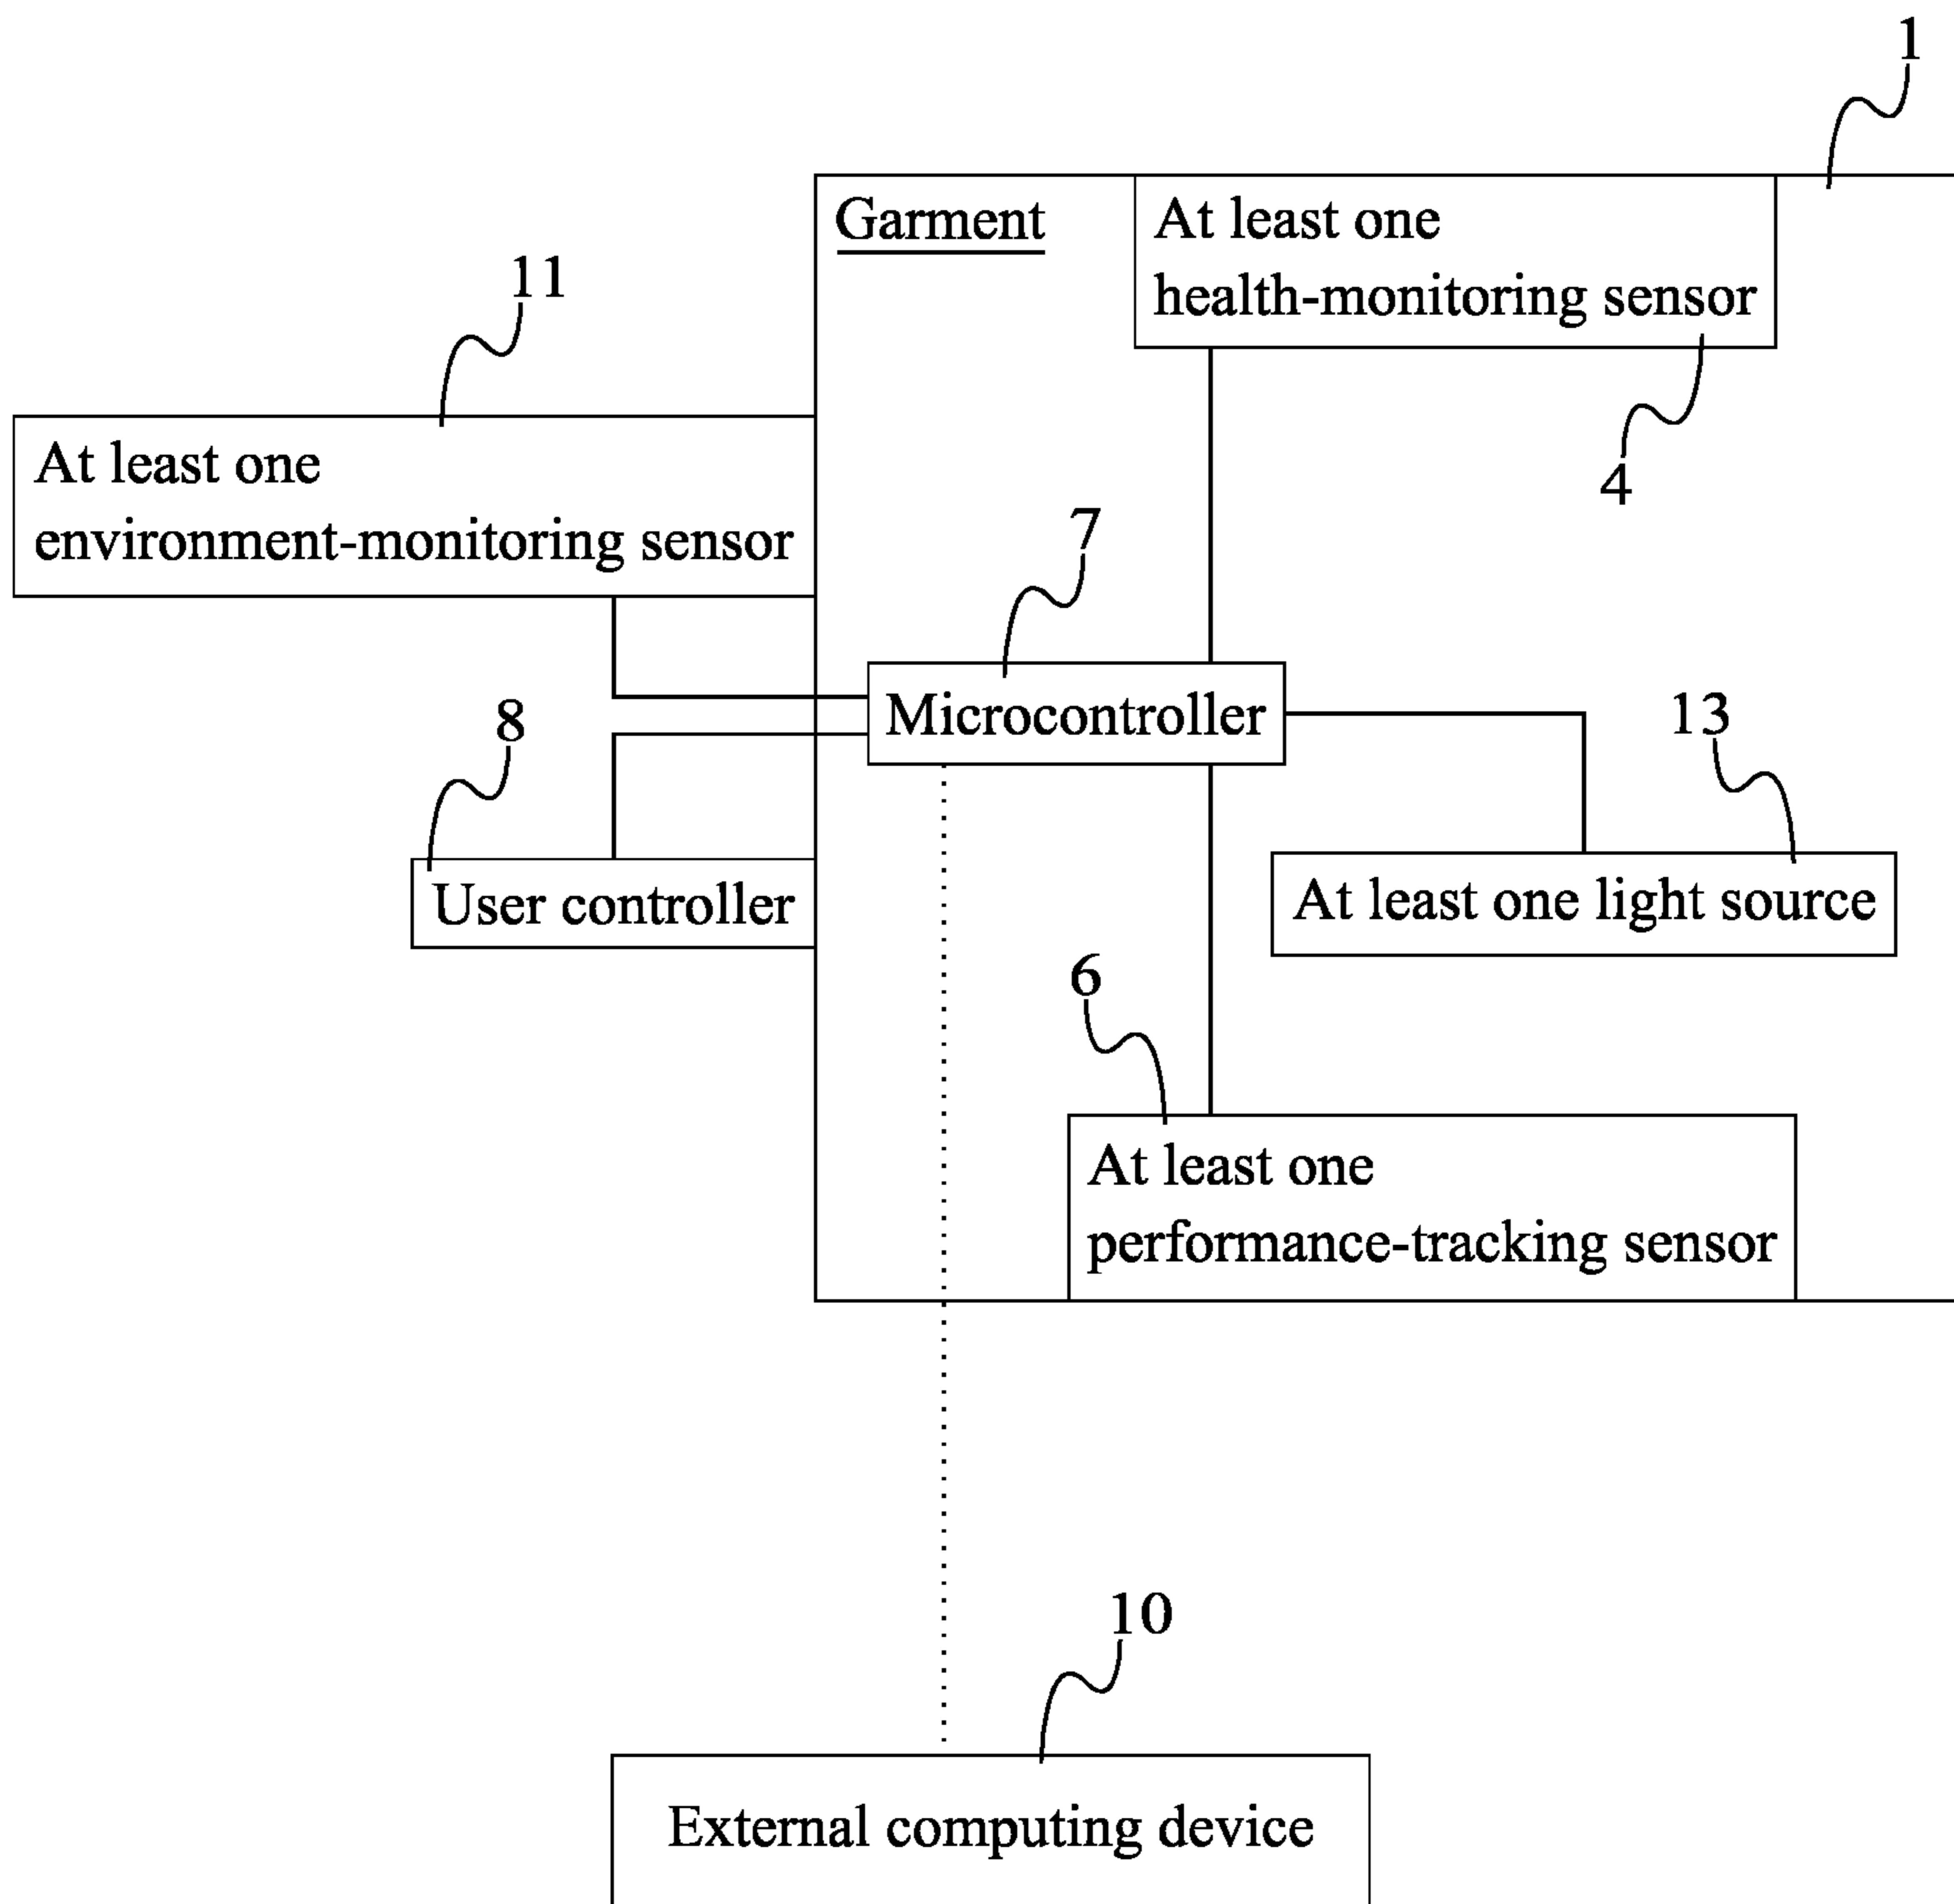 1
Garment
At least one
health-monitoring sensor
11
4
At least one
environment-monitoring sensor
7
8
Microcontroller
13
User controller
At least one light source
6
At least one
performance-tracking sensor
10
External computing device